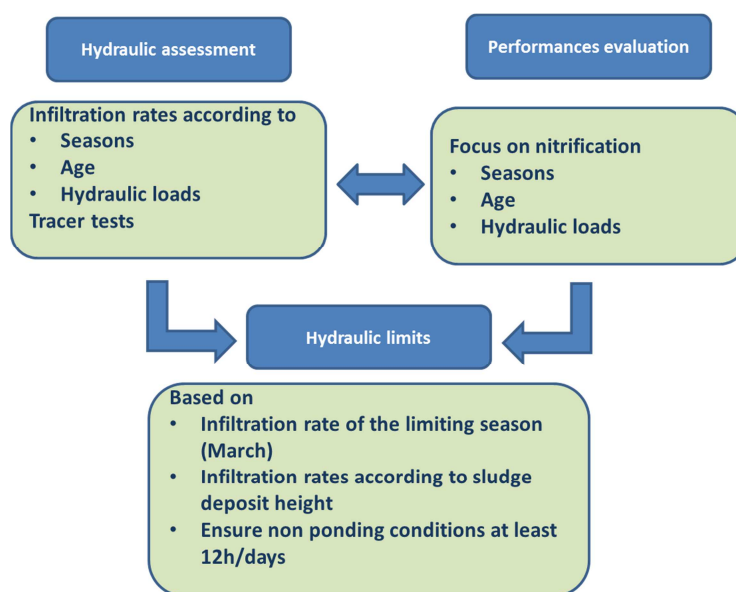 Hydraulic assessment
Performances evaluation
Infiltration rates according to
• Seasons
• Age
• Hydraulic loads
Tracer tests
Focus on nitrification
• Seasons
• Age
• Hydraulic loads
Hydraulic limits
Based on
• Infiltration rate of the limiting season
(March)
• Infiltration rates according to sludge
deposit height
• Ensure non ponding conditions at least
12h/days